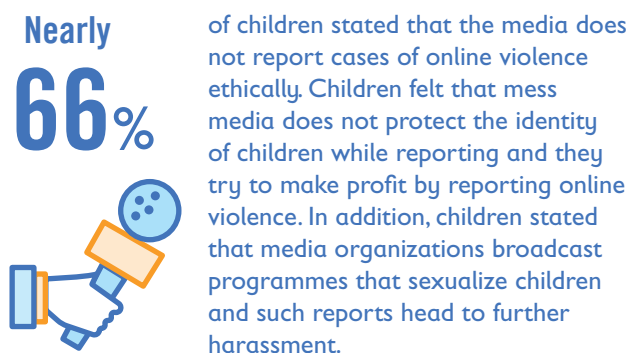 Nearly
66%
of children stated that the media does
not report cases of online violence
ethically. Children felt that mess
media does not protect the identity
of children while reporting and they
try to make profit by reporting online
violence. In addition, children stated
that media organizations broadcast
programmes that sexualize children
and such reports head to further
harassment.